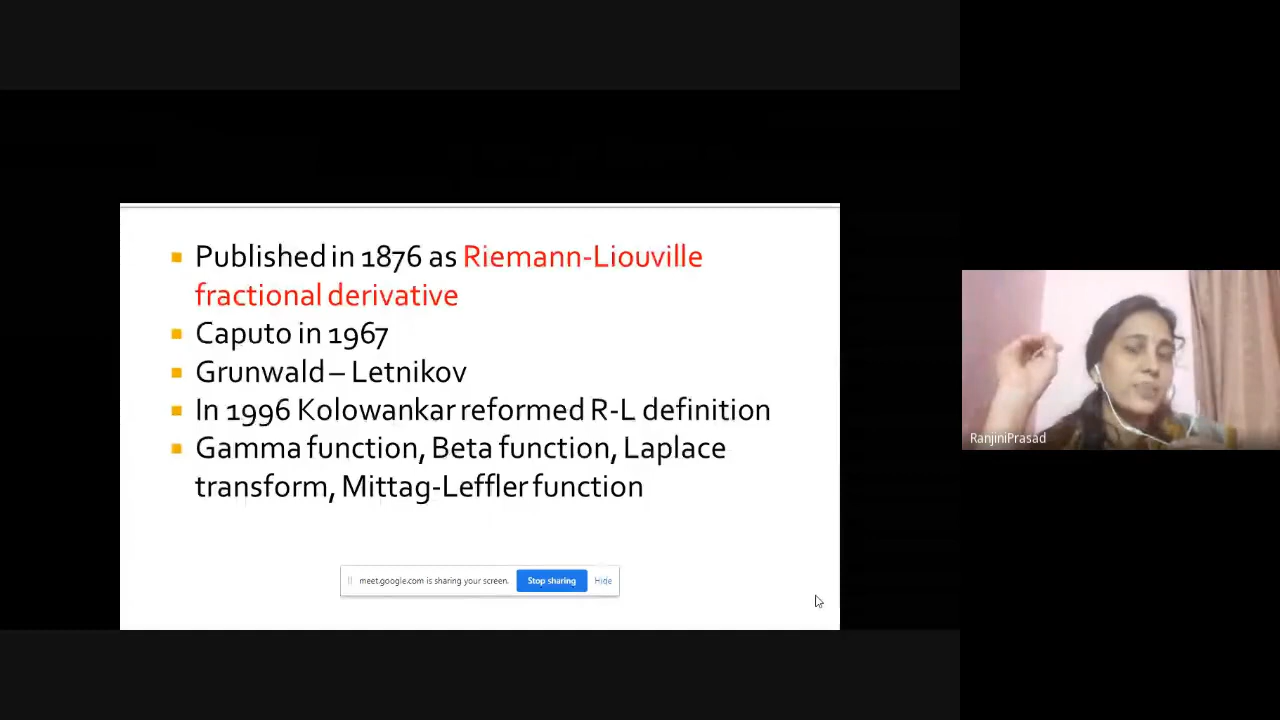 Published in 1876 as Riemann-Liouville
fractional derivative
Caputo in 1967
Grunwald – Letnikov
In 1996 Kolowankar reformed R-L definition
Gamma function, Beta function, Laplace
transform, Mittag-Leffler function
meet.google.com is sharing your screen. Stop sharing Hide
RanjiniPrasad